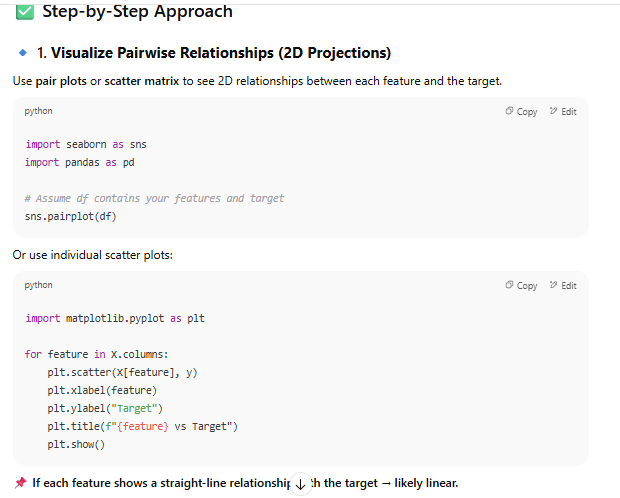 ✅ Step-by-Step Approach
🔹 1. Visualize Pairwise Relationships (2D Projections)
Use pair plots or scatter matrix to see 2D relationships between each feature and the target.
python Copy Edit
import seaborn as sns
import pandas as pd
# Assume df contains your features and target
sns.pairplot(df)
Or use individual scatter plots:
python Copy Edit
import matplotlib.pyplot as plt
for feature in X.columns:
    plt.scatter(X[feature], y)
    plt.xlabel(feature)
    plt.ylabel("Target")
    plt.title(f"{feature} vs Target")
    plt.show()
📌 If each feature shows a straight-line relationship the target → likely linear.